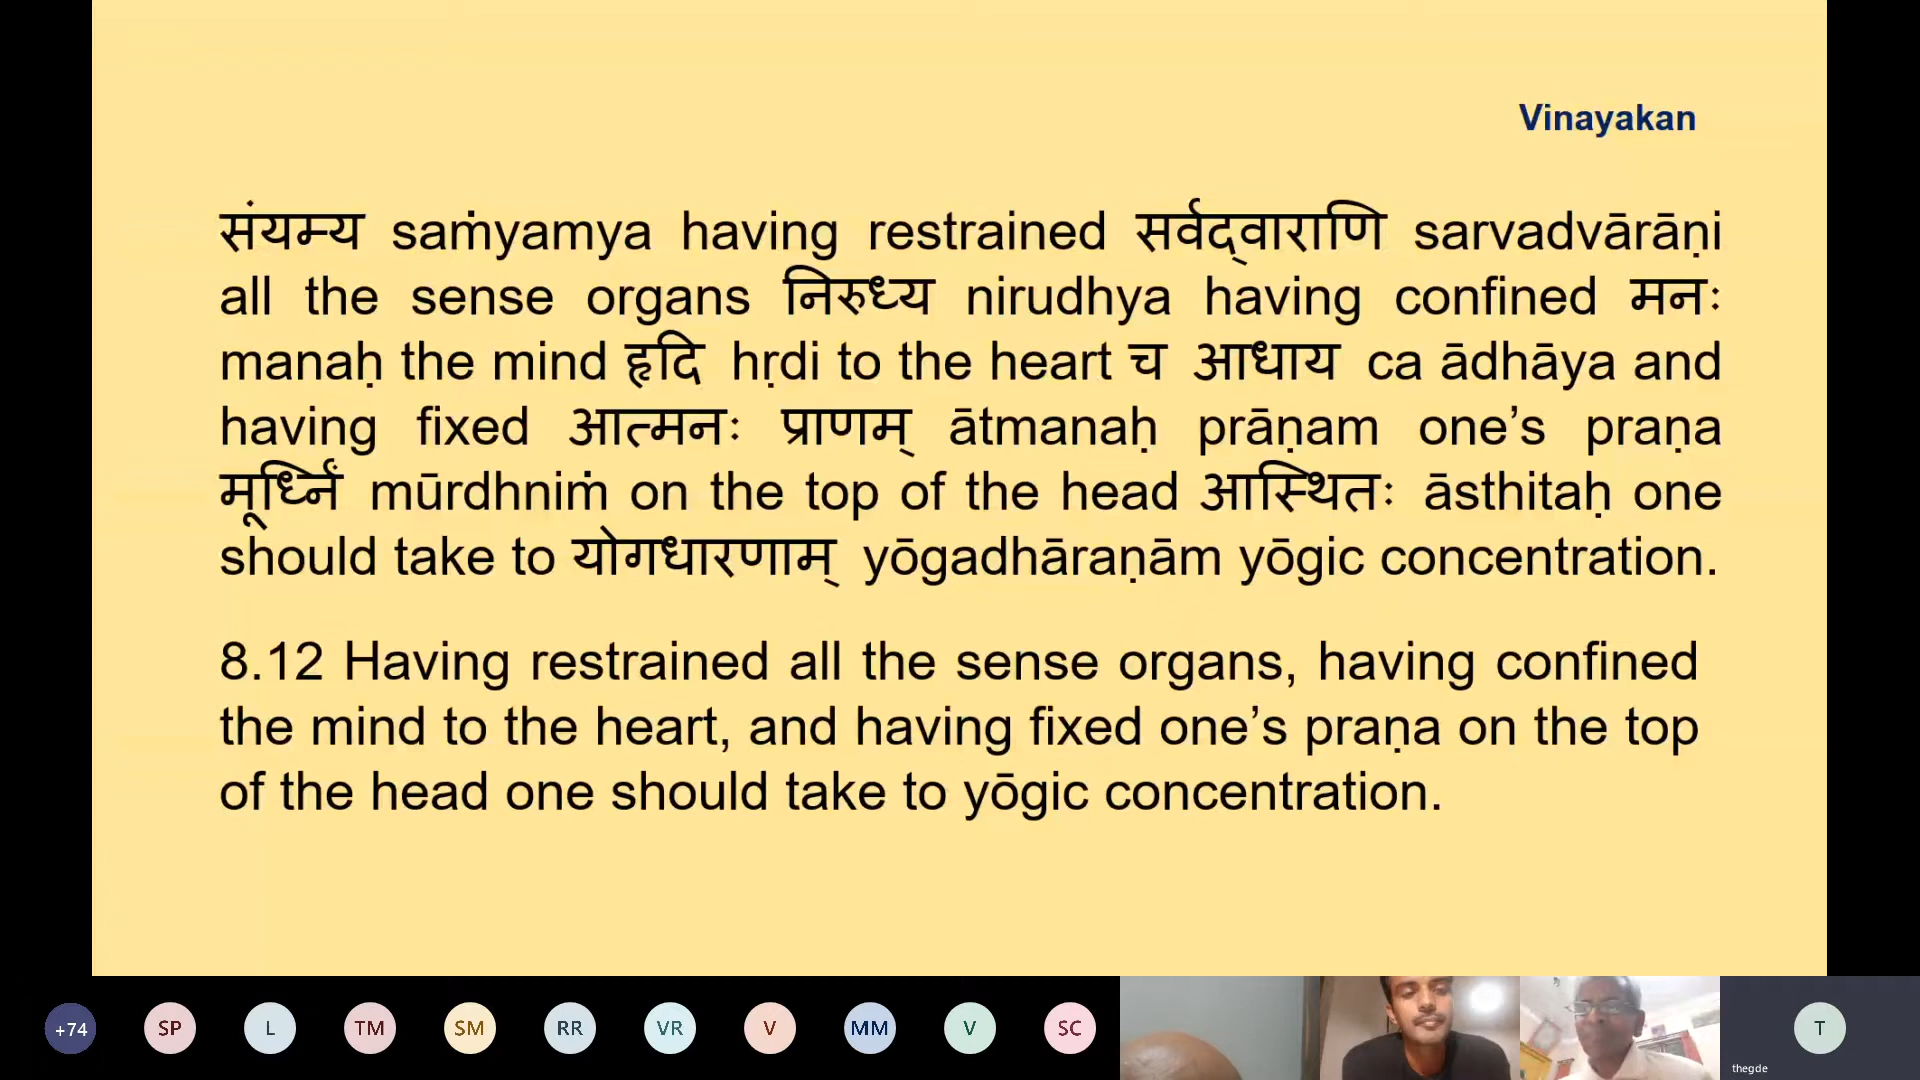 Vinayakan
संयम्य saṁyamya having restrained सर्वद्वाराणि sarvadvārāṇi
all the sense organs निरुध्य nirudhya having confined मनः
manaḥ the mind हृदि hṛdi to the heart च आधाय ca ādhāya and
having fixed आत्मनः प्राणम् ātmanaḥ prāṇam one’s praṇa
मूर्ध्निं mūrdhniṁ on the top of the head आस्थितः āsthitaḥ one
should take to योगधारणाम् yōgadhāraṇām yōgic concentration.
8.12 Having restrained all the sense organs, having confined
the mind to the heart, and having fixed one’s praṇa on the top
of the head one should take to yōgic concentration.
+74 SP L TM SM RR VR V MM V SC T
thegde